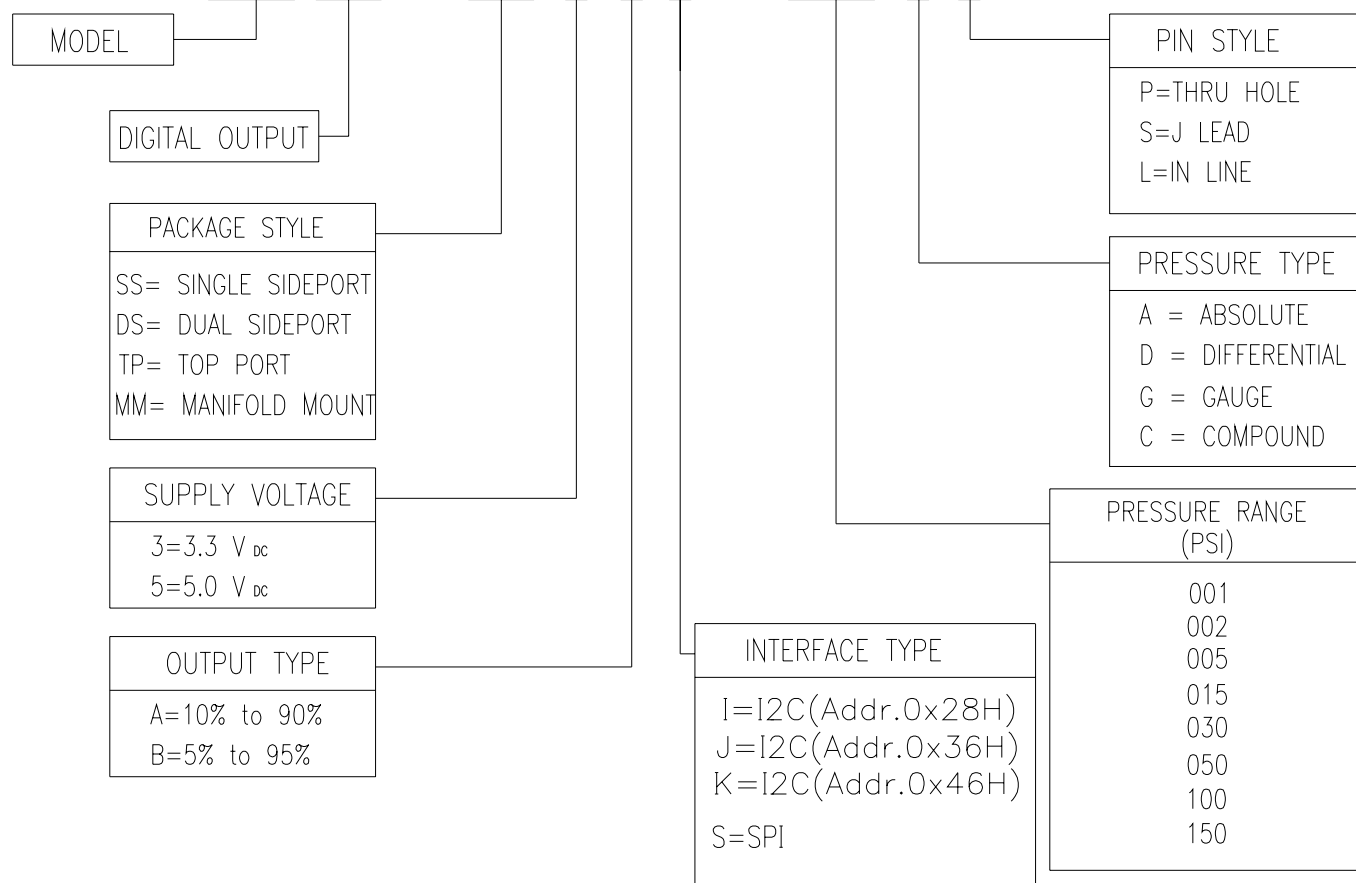 MODEL
DIGITAL OUTPUT
PACKAGE STYLE
SS= SINGLE SIDEPORT
DS= DUAL SIDEPORT
TP= TOP PORT
MM= MANIFOLD MOUNT
SUPPLY VOLTAGE
3=3.3 V DC
5=5.0 V DC
OUTPUT TYPE
A=10% to 90%
B=5% to 95%
INTERFACE TYPE
I=I2C(Addr.0x28H)
J=I2C(Addr.0x36H)
K=I2C(Addr.0x46H)
S=SPI
PIN STYLE
P=THRU HOLE
S=J LEAD
L=IN LINE
PRESSURE TYPE
A = ABSOLUTE
D = DIFFERENTIAL
G = GAUGE
C = COMPOUND
PRESSURE RANGE
(PSI)
001
002
005
015
030
050
100
150